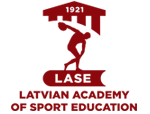 1921
LASE
LATVIAN ACADEMY
OF SPORT EDUCATION